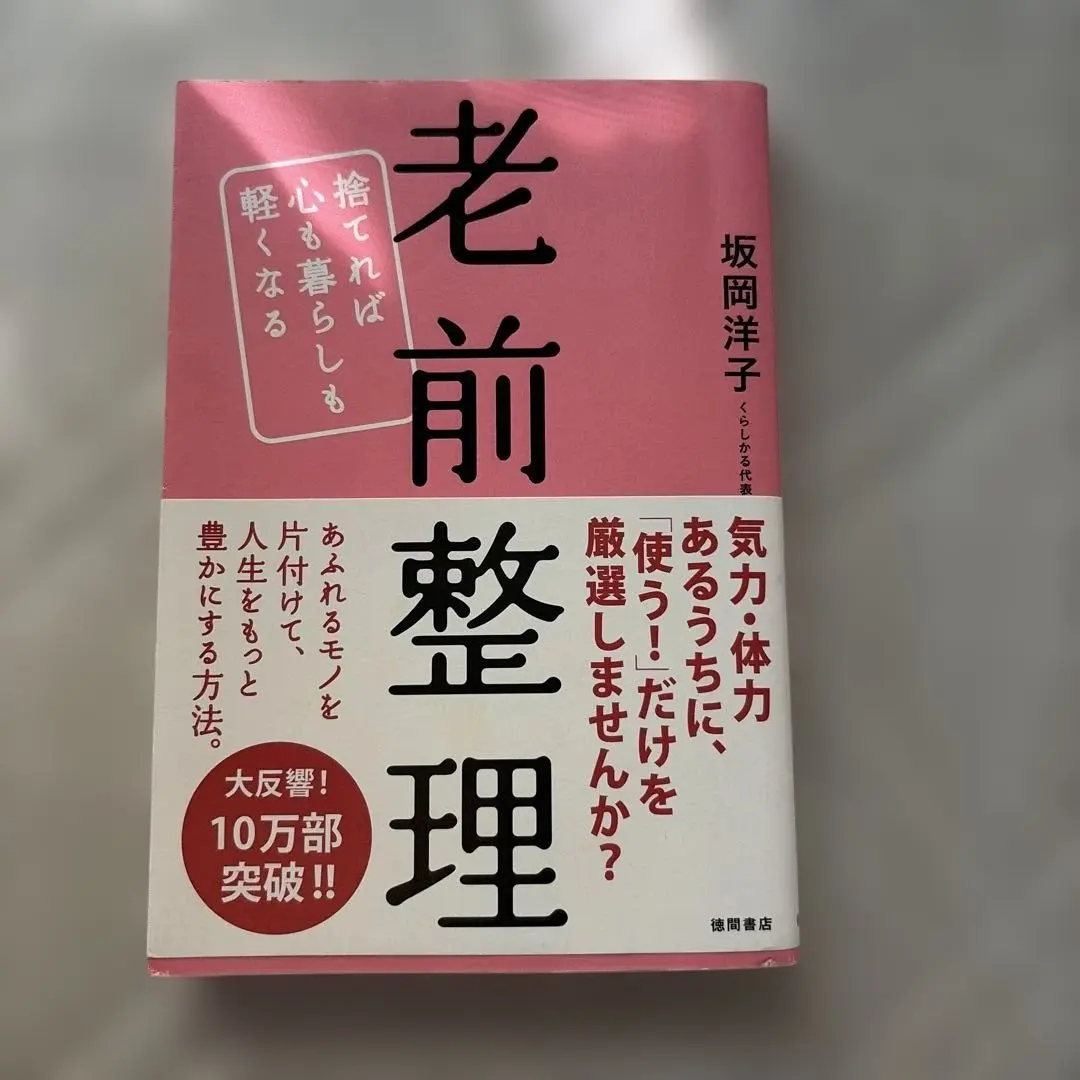 老前整理
捨てれば
心も暮らしも
軽くなる
坂岡洋子
くらしかる代表
気力・体力
あるうちに、
「使う!」だけを
厳選しませんか?
あふれるモノを
片付けて、
人生をもっと
豊かにする方法。
大反響!
10万部
突破!!
徳間書店